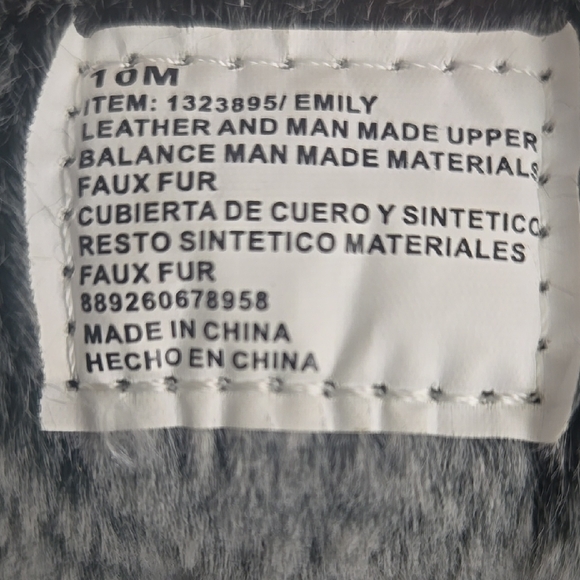 10M
ITEM: 1323895/ EMILY
LEATHER AND MAN MADE UPPER
BALANCE MAN MADE MATERIALS
FAUX FUR
CUBIERTA DE CUERO Y SINTETICO
RESTO SINTETICO MATERIALES
FAUX FUR
889260678958
MADE IN CHINA
HECHO EN CHINA